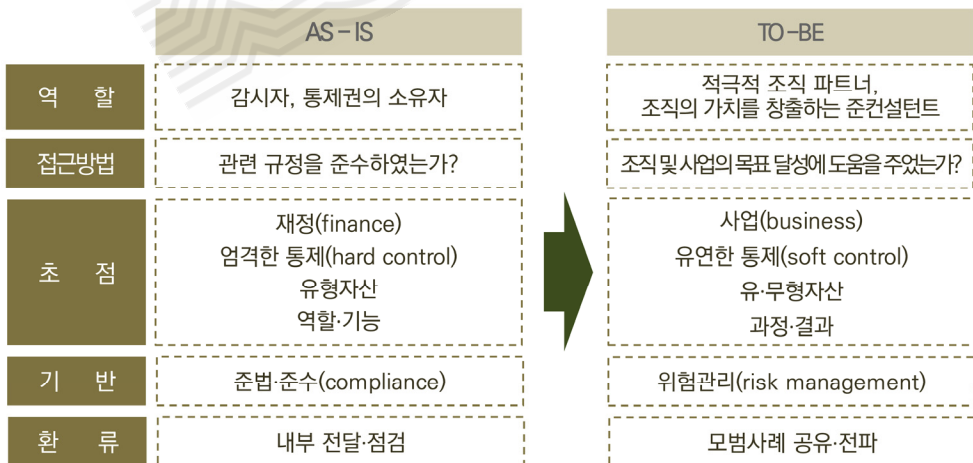 AS-IS
TO-BE
역 할
감시자, 통제권의 소유자
적극적 조직 파트너,
조직의 가치를 창출하는 준컨설턴트
접근방법
관련 규정을 준수하였는가?
조직 및 사업의 목표 달성에 도움을 주었는가?
초 점
재정(finance)
엄격한 통제(hard control)
유형자산
역할·기능
사업(business)
유연한 통제(soft control)
유·무형자산
과정·결과
기 반
준법·준수(compliance)
위험관리(risk management)
환 류
내부 전달·점검
모범사례 공유·전파